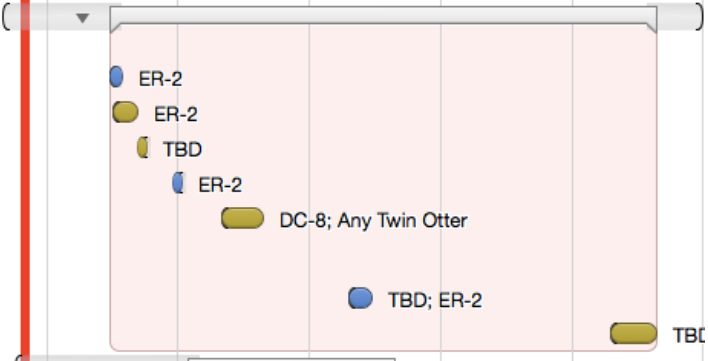 ER-2
ER-2
TBD
ER-2
DC-8; Any Twin Otter
TBD; ER-2
TBD